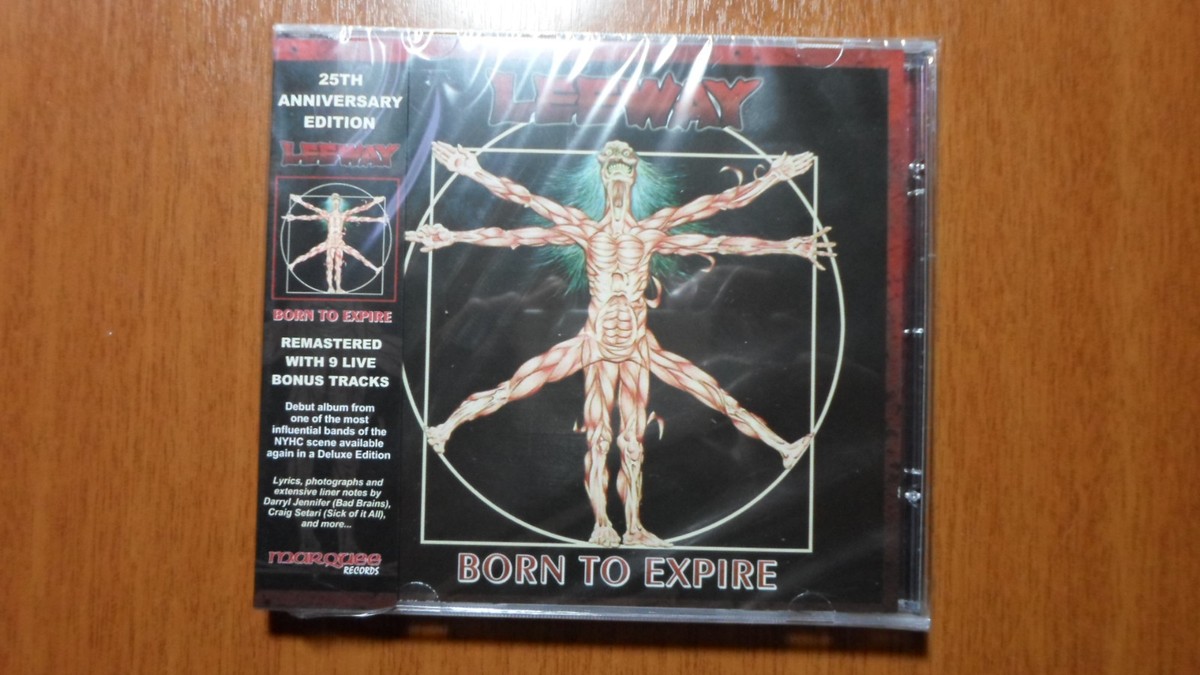 25TH
ANNIVERSARY
EDITION
LEEWAY
BORN TO EXPIRE
REMASTERED
WITH 9 LIVE
BONUS TRACKS
Debut album from
one of the most
influential bands of the
NYHC scene available
again in a Deluxe Edition
Lyrics, photographs and
extensive liner notes by
Darryl Jennifer (Bad Brains),
Craig Setari (Sick of it All),
and more...
marquee
RECORDS
LEEWAY
BORN TO EXPIRE